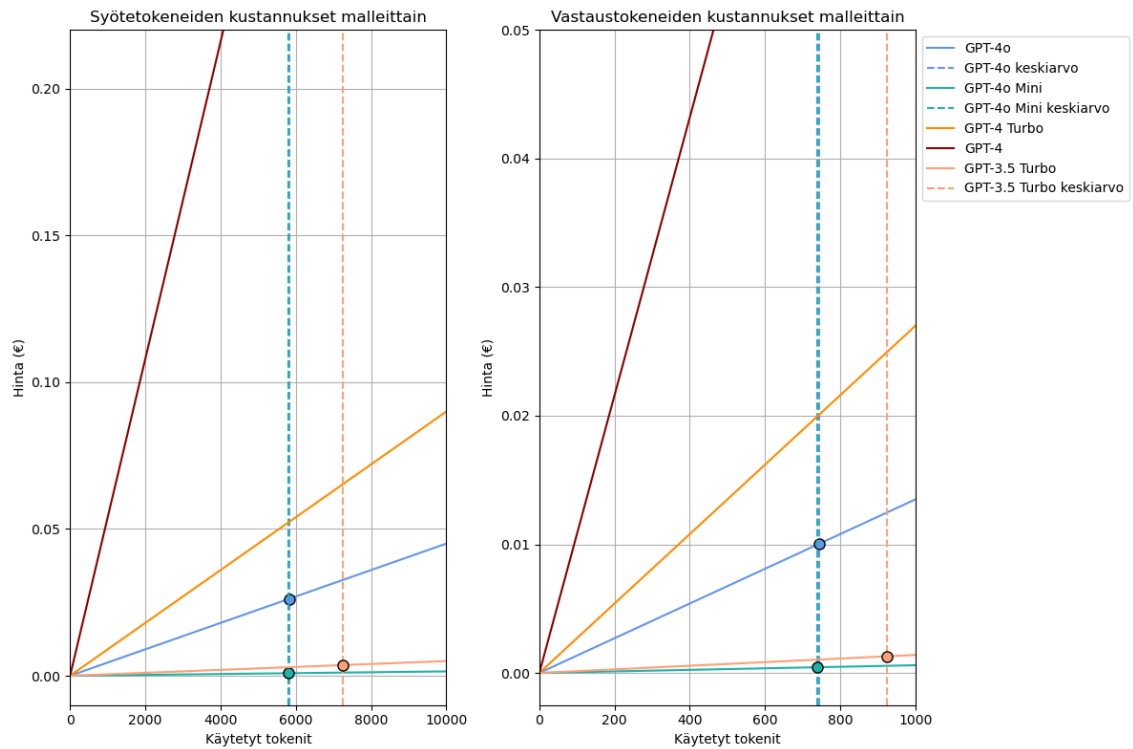 Syötetokeneiden kustannukset malleittain
Hinta (€)
0.20
0.15
0.10
0.05
0.00
0 2000 4000 6000 8000 10000
Käytetyt tokenit
Vastaustokeneiden kustannukset malleittain
Hinta (€)
0.05
0.04
0.03
0.02
0.01
0.00
0 200 400 600 800 1000
Käytetyt tokenit
GPT-4o
GPT-4o keskiarvo
GPT-4o Mini
GPT-4o Mini keskiarvo
GPT-4 Turbo
GPT-4
GPT-3.5 Turbo
GPT-3.5 Turbo keskiarvo